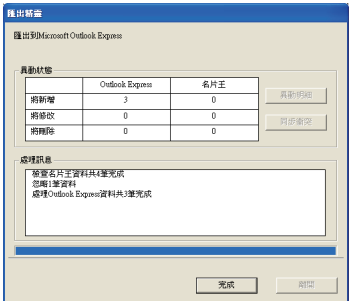 匯出精靈
匯出到Microsoft Outlook Express
異動狀態
Outlook Express 名片王
將新增 3 0
將修改 0 0
將刪除 0 0
異動明細
同步衝突
處理訊息
檢查名片王資料共4筆完成
忽略1筆資料
處理Outlook Express資料共3筆完成
完成
離開